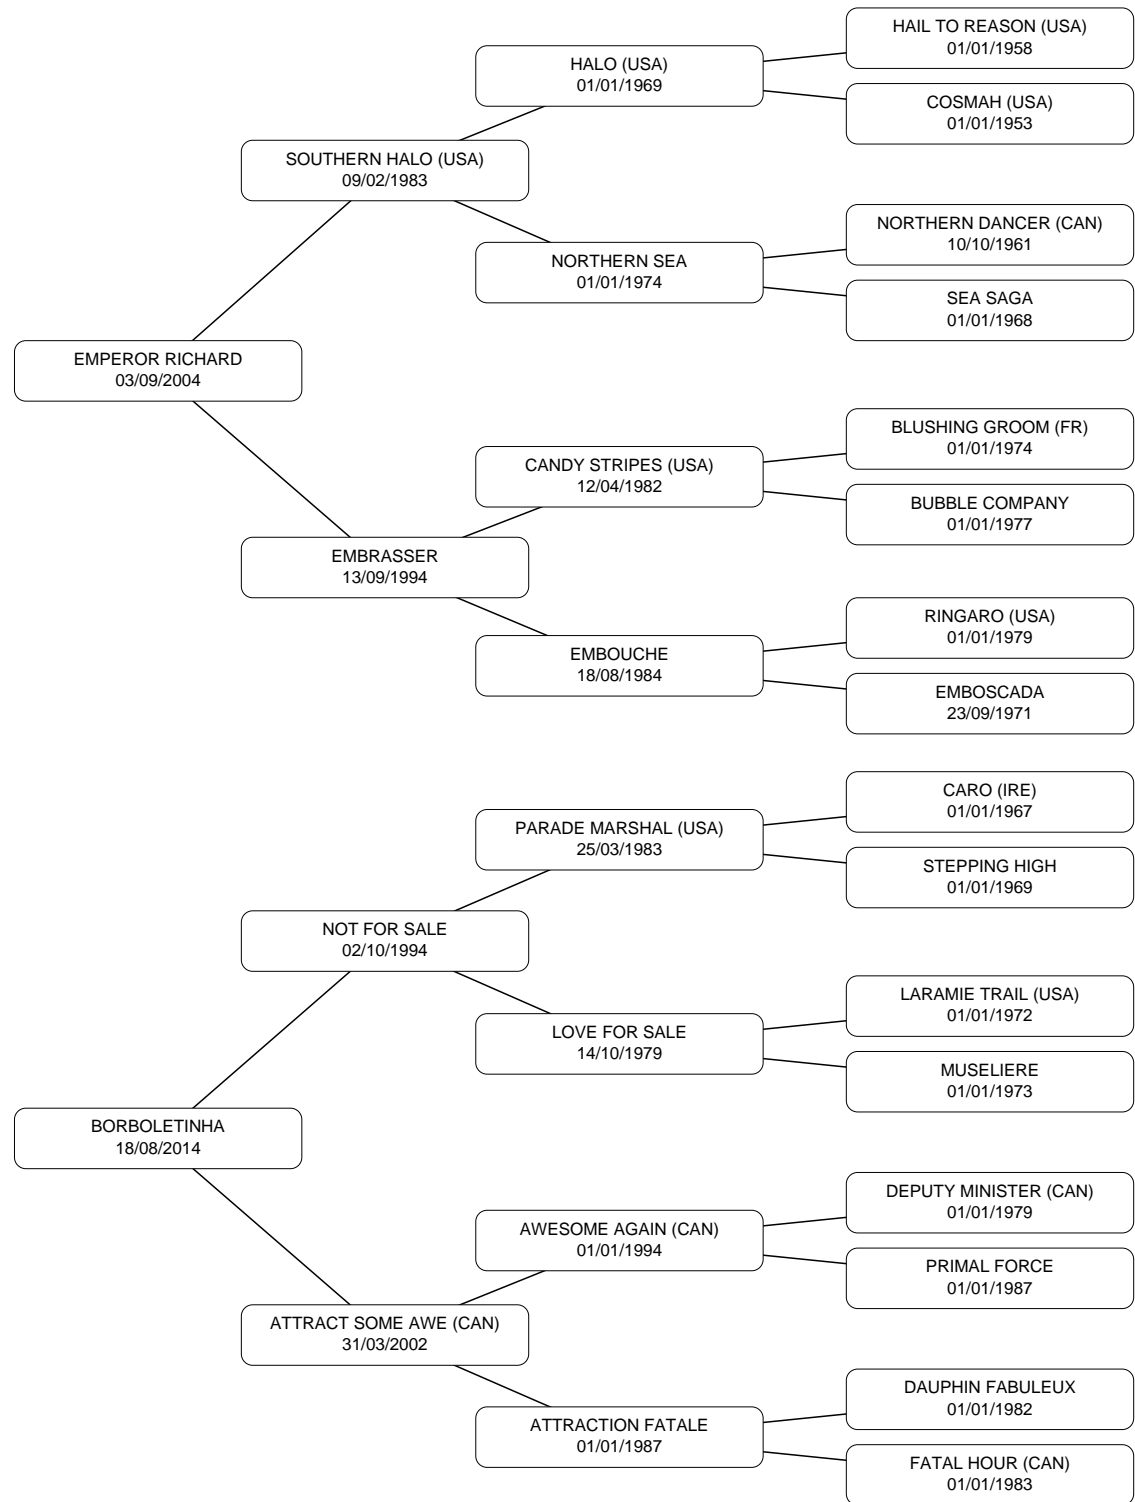 HAIL TO REASON (USA)
01/01/1958
HALO (USA)
01/01/1969
COSMAH (USA)
01/01/1953
SOUTHERN HALO (USA)
09/02/1983
NORTHERN DANCER (CAN)
10/10/1961
NORTHERN SEA
01/01/1974
SEA SAGA
01/01/1968
EMPEROR RICHARD
03/09/2004
BLUSHING GROOM (FR)
01/01/1974
CANDY STRIPES (USA)
12/04/1982
BUBBLE COMPANY
01/01/1977
EMBRASSER
13/09/1994
RINGARO (USA)
01/01/1979
EMBOUCHE
18/08/1984
EMBOSCADA
23/09/1971
CARO (IRE)
01/01/1967
PARADE MARSHAL (USA)
25/03/1983
STEPPING HIGH
01/01/1969
NOT FOR SALE
02/10/1994
LARAMIE TRAIL (USA)
01/01/1972
LOVE FOR SALE
14/10/1979
MUSELIERE
01/01/1973
BORBOLETINHA
18/08/2014
DEPUTY MINISTER (CAN)
01/01/1979
AWESOME AGAIN (CAN)
01/01/1994
PRIMAL FORCE
01/01/1987
ATTRACT SOME AWE (CAN)
31/03/2002
DAUPHIN FABULEUX
01/01/1982
ATTRACTION FATALE
01/01/1987
FATAL HOUR (CAN)
01/01/1983